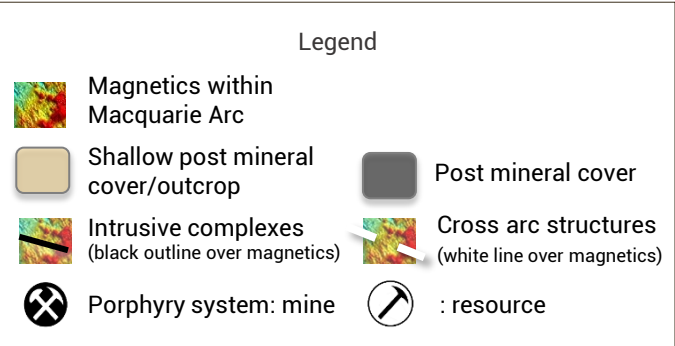 Legend
Magnetics within
Macquarie Arc
Shallow post mineral
cover/outcrop
Post mineral cover
Intrusive complexes
(black outline over magnetics)
Cross arc structures
(white line over magnetics)
Porphyry system: mine
: resource